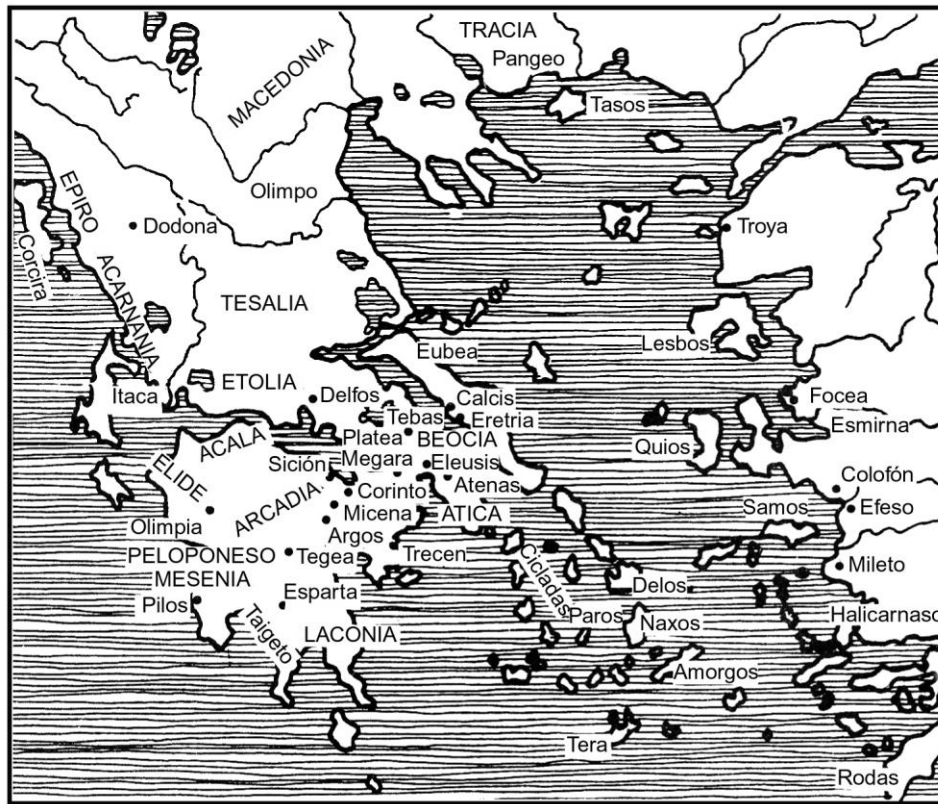 TRACIA
Pangeo
MACEDONIA
Tasos
Olimpo
EPIRO
Dodona
Troya
Corcira
ACARNANIA
TESALIA
Lesbos
Eubea
Ítaca
ETOLIA
Delfos
Calcis
Focea
Tebas
Eretria
Esmirna
Platea
BEOCIA
ACALA
Quios
Megara
Sición
Eleusis
ELIDE
Colofón
Atenas
ARCADIA
Corinto
Samos
Efeso
Olimpia
Micena
ATICA
Argos
PELOPONESO
Tegea
Trecen
Cicladas
Mileto
MESENIA
Delos
Esparta
Pilos
Paros
Naxos
Halicarnaso
Taigeto
LACONIA
Amorgos
Tera
Rodas